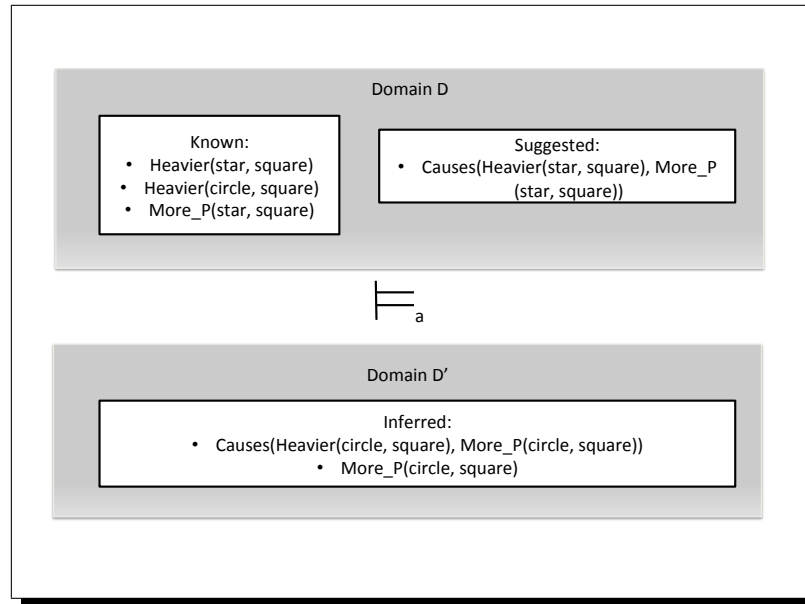 Domain D
Known:
• Heavier(star, square)
• Heavier(circle, square)
• More_P(star, square)
Suggested:
• Causes(Heavier(star, square), More_P
(star, square))
⊨a
Domain D’
Inferred:
• Causes(Heavier(circle, square), More_P(circle, square))
• More_P(circle, square)